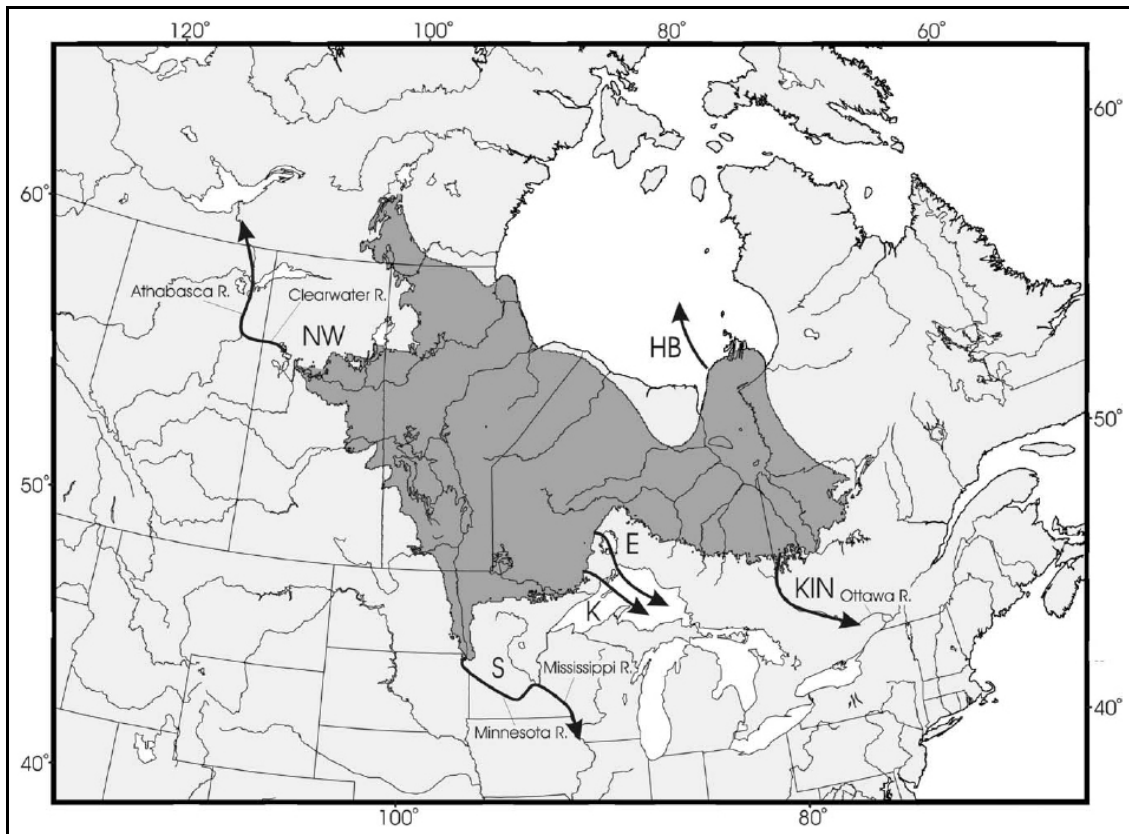 120°
100°
80°
60°
60°
60°
Athabasca R.
Clearwater R.
NW
HB
50°
50°
E
KIN
Ottawa R.
K
S
Mississippi R.
Minnesota R.
40°
40°
100°
80°